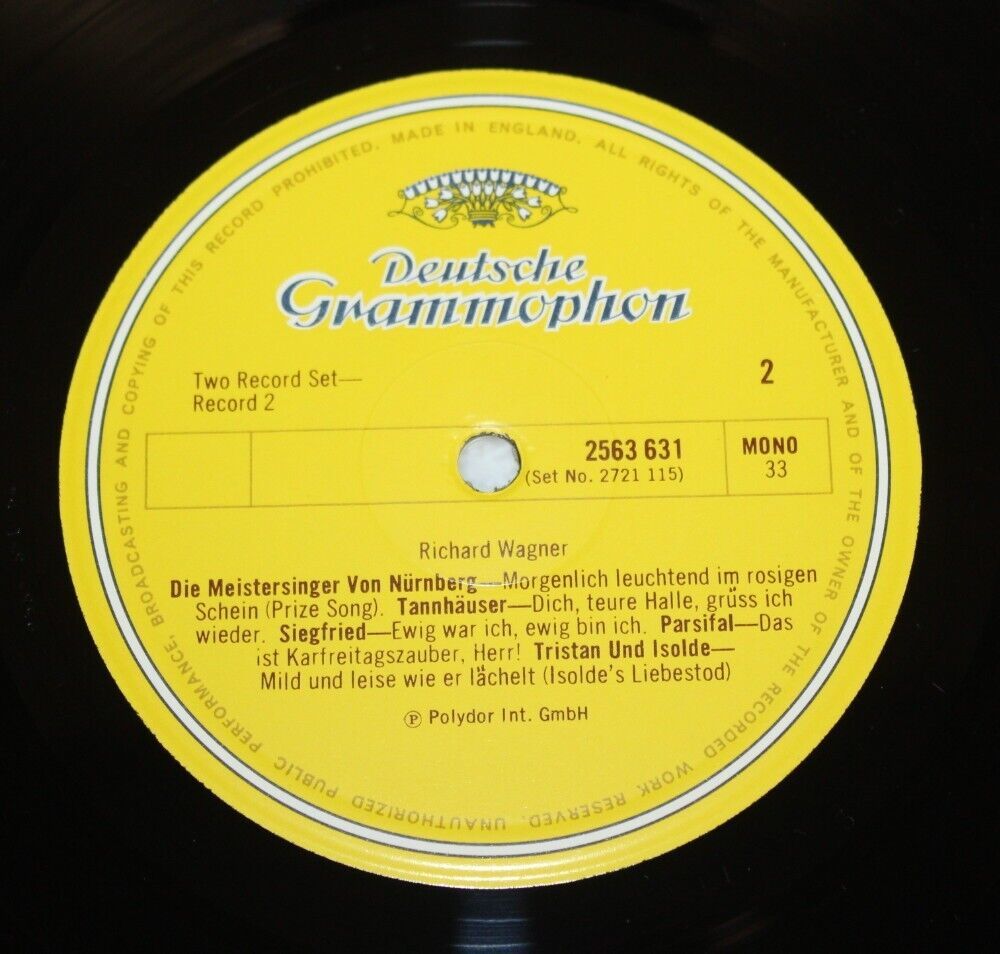 MADE IN ENGLAND. ALL RIGHTS OF THE MANUFACTURER AND OF THE OWNER OF THE RECORDED WORK RESERVED. UNAUTHORIZED PUBLIC PERFORMANCE, BROADCASTING AND COPYING OF THIS RECORD PROHIBITED.
Deutsche
Grammophon
Two Record Set—
Record 2
2
2563 631
(Set No. 2721 115)
MONO
33
Richard Wagner
Die Meistersinger Von Nürnberg—Morgenlich leuchtend im rosigen
Schein (Prize Song). Tannhäuser—Dich, teure Halle, grüss ich
wieder. Siegfried—Ewig war ich, ewig bin ich. Parsifal—Das
ist Karfreitagszauber, Herr! Tristan Und Isolde—
Mild und leise wie er lächelt (Isolde's Liebestod)
Ⓟ Polydor Int. GmbH